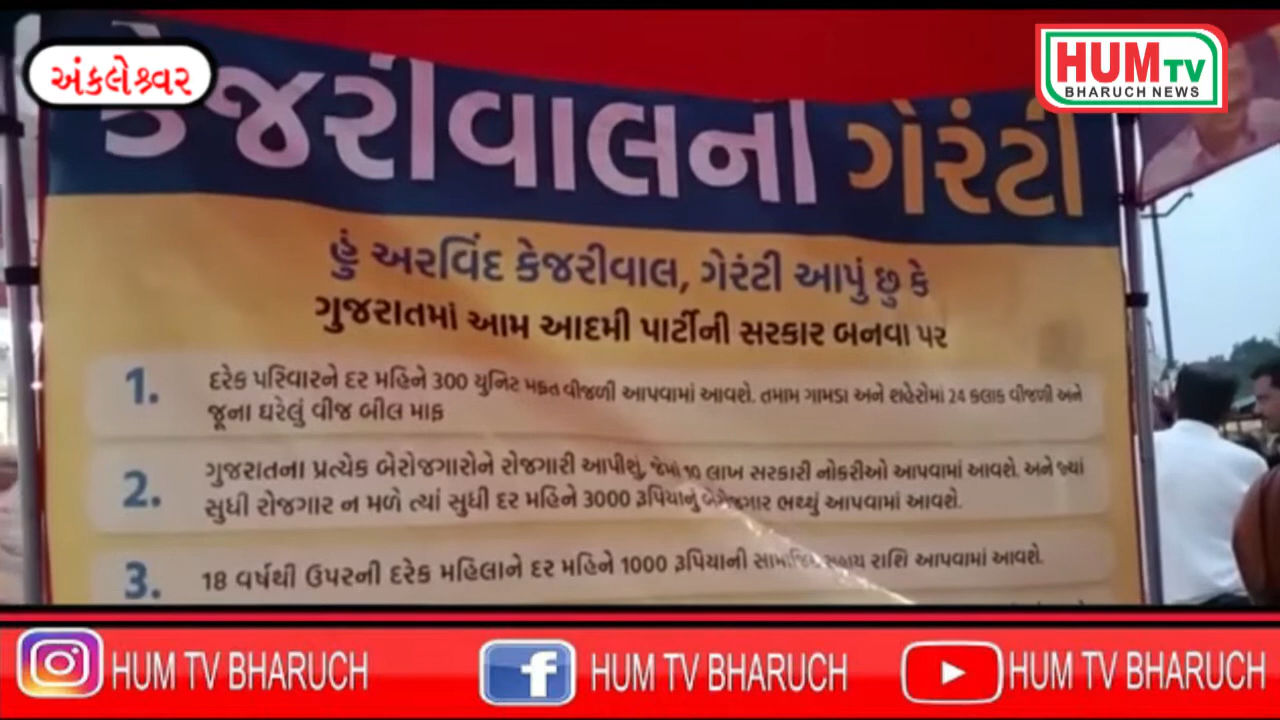 અંકલેશ્વર
HUM TV
BHARUCH NEWS
કેજરીવાલની ગેરંટી
હું અરવિંદ કેજરીવાલ, ગેરંટી આપું છુ કે
ગુજરાતમાં આમ આદમી પાર્ટીની સરકાર બનવા પર
1. દરેક પરિવારને દર મહિને 300 યુનિટ મફત વીજળી આપવામાં આવશે. તમામ ગામડા અને શહેરોમાં 24 કલાક વીજળી અને
જૂના ઘરેલું વીજ બીલ માફ
2. ગુજરાતના પ્રત્યેક બેરોજગારોને રોજગારી આપીશું, જેમાં 10 લાખ સરકારી નોકરીઓ આપવામાં આવશે. અને જ્યાં
સુધી રોજગાર ન મળે ત્યાં સુધી દર મહિને 3000 રૂપિયાનું બેરોજગાર ભથ્થું આપવામાં આવશે.
3. 18 વર્ષથી ઉપરની દરેક મહિલાને દર મહિને 1000 રૂપિયાની સામાજિક સહાય રાશિ આપવામાં આવશે.
HUM TV BHARUCH
HUM TV BHARUCH
HUM TV BHARUCH